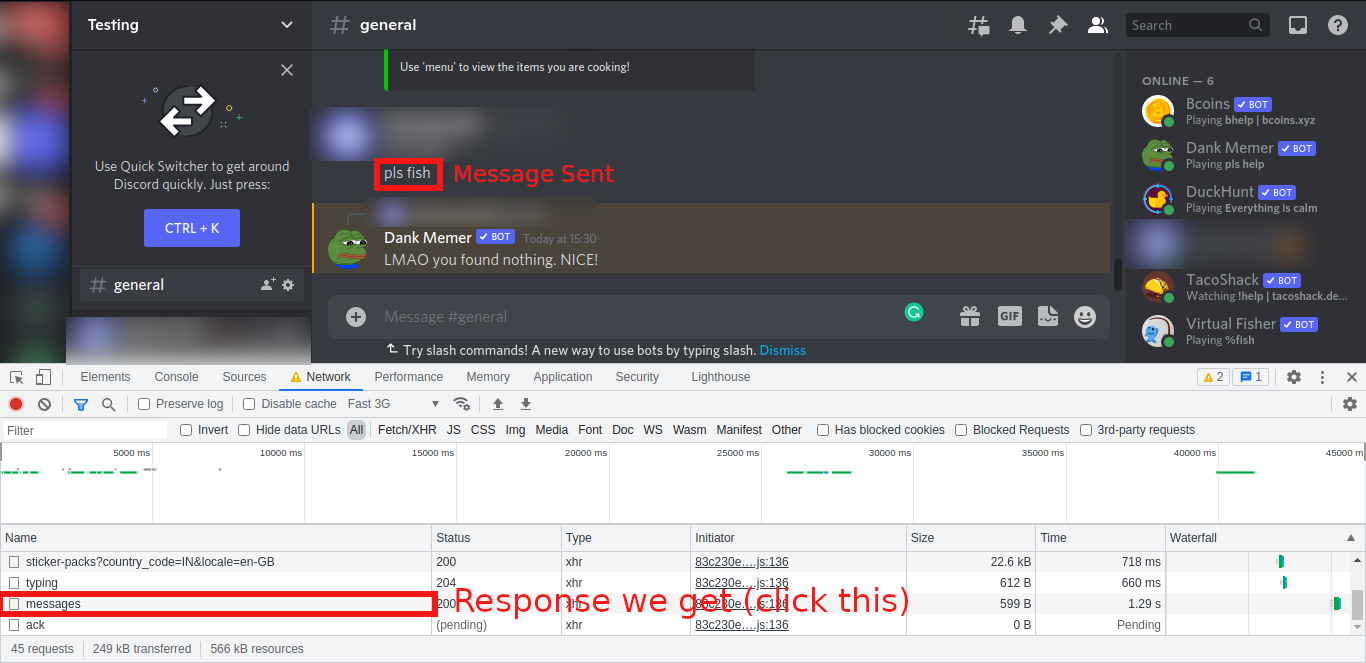 Testing
# general
Search
Use Quick Switcher to get around
Discord quickly. Just press:
CTRL + K
# general
Use 'menu' to view the items you are cooking!
pls fish
Message Sent
Dank Memer ✓ BOT Today at 15:30
LMAO you found nothing. NICE!
Message #general
GIF
Try slash commands! A new way to use bots by typing slash. Dismiss
ONLINE — 6
Bcoins ✓ BOT
Playing bhelp | bcoins.xyz
Dank Memer ✓ BOT
Playing pls help
DuckHunt ✓ BOT
Playing Everything is calm
TacoShack ✓ BOT
Watching !help | tacoshack.de...
Virtual Fisher ✓ BOT
Playing %fish
Elements Console Sources Network Performance Memory Application Security Lighthouse 2 1
Preserve log Disable cache Fast 3G
Filter Invert Hide data URLs All Fetch/XHR JS CSS Img Media Font Doc WS Wasm Manifest Other Has blocked cookies Blocked Requests 3rd-party requests
5000 ms 10000 ms 15000 ms 20000 ms 25000 ms 30000 ms 35000 ms 40000 ms 45000 m
Name Status Type Initiator Size Time Waterfall
sticker-packs?country_code=IN&locale=en-GB 200 xhr 83c230e….js:136 22.6 kB 718 ms
typing 204 xhr 83c230e….js:136 612 B 660 ms
messages 200 xhr 83c230e….js:136 599 B 1.29 s
Response we get (click this)
ack (pending) xhr 83c230e….js:136 0 B Pending
45 requests 249 kB transferred 566 kB resources